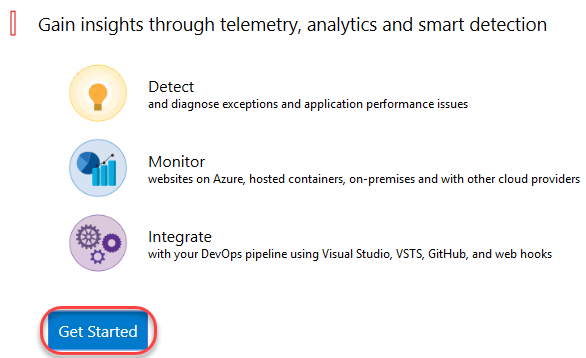 Gain insights through telemetry, analytics and smart detection
Detect
and diagnose exceptions and application performance issues
Monitor
websites on Azure, hosted containers, on-premises and with other cloud providers
Integrate
with your DevOps pipeline using Visual Studio, VSTS, GitHub, and web hooks
Get Started